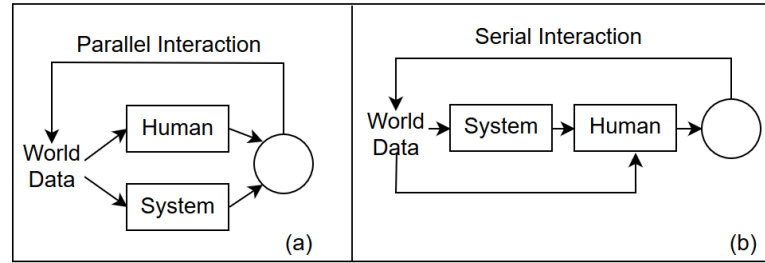 Parallel Interaction
Human
World
Data
System
(a)
Serial Interaction
World
Data
System
Human
(b)